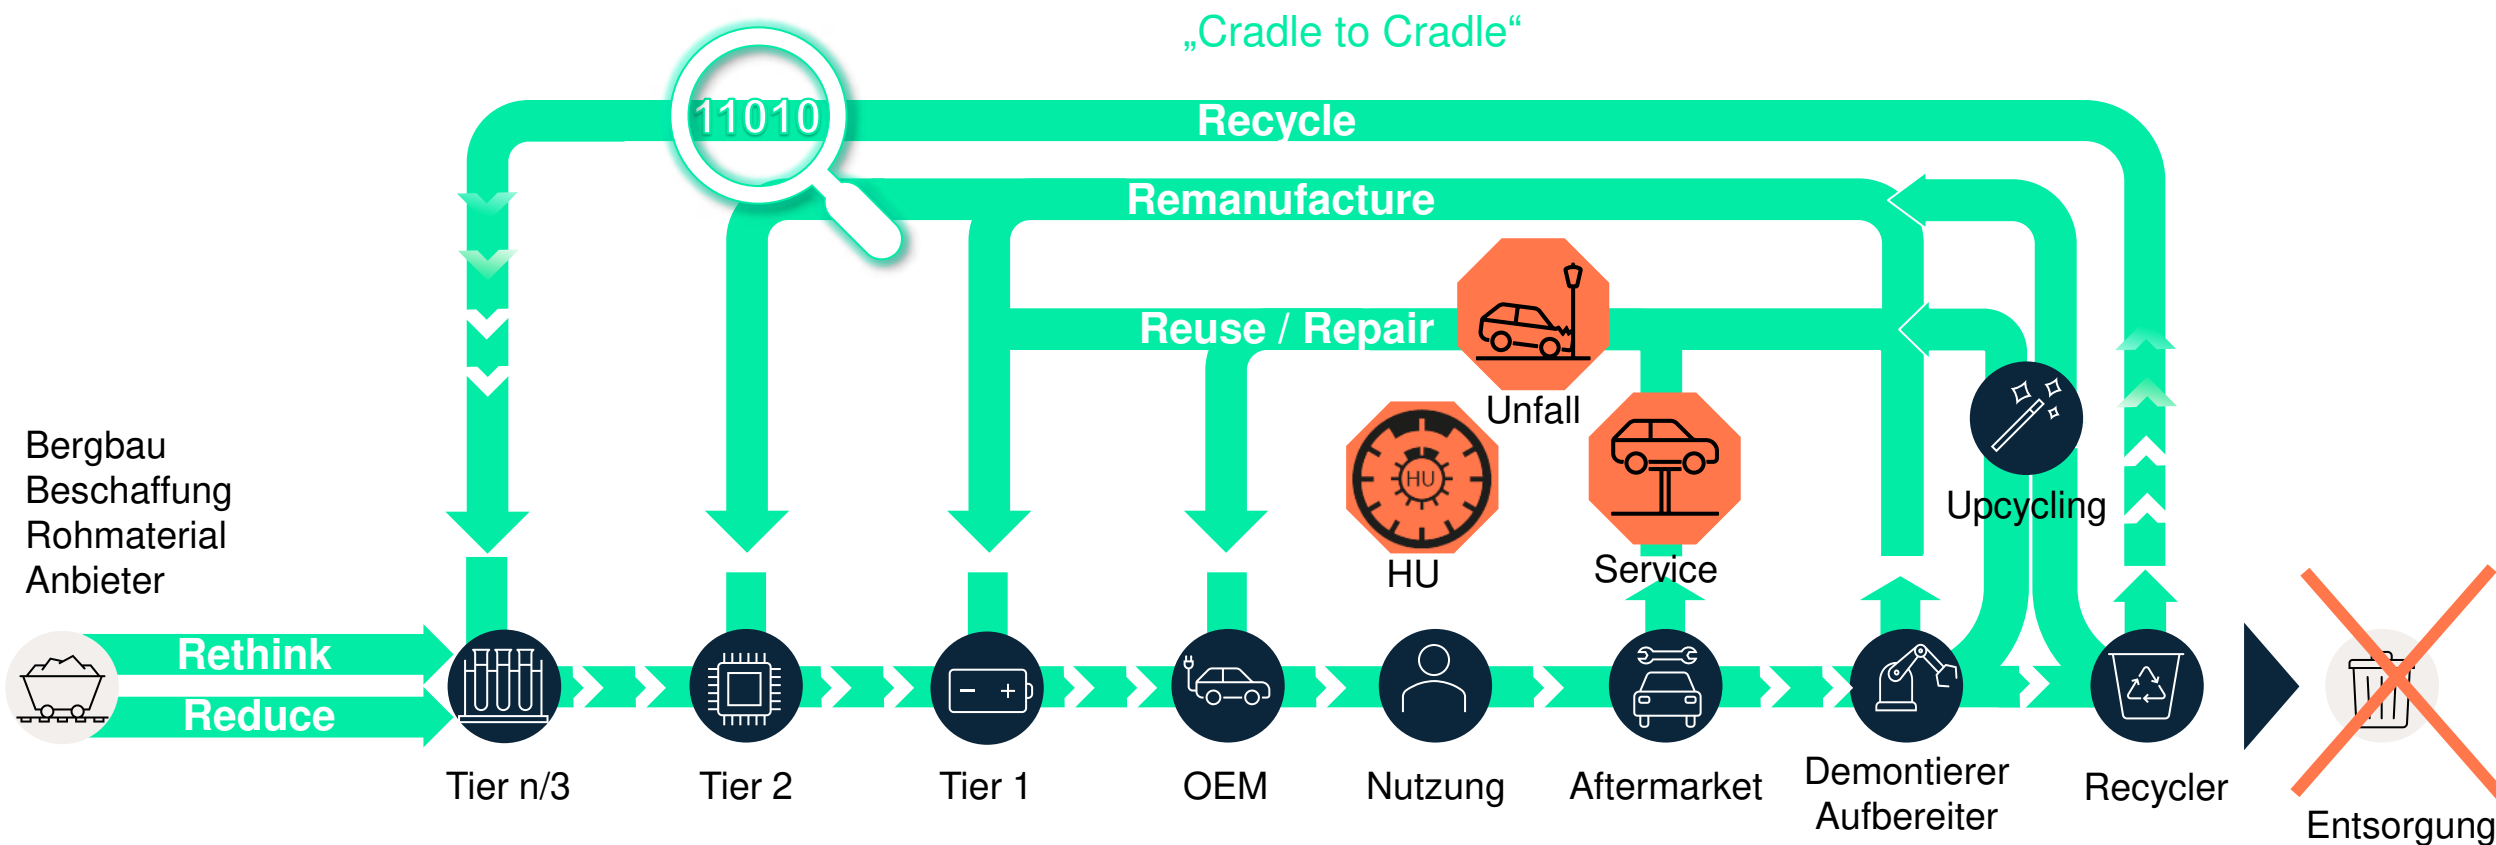 „Cradle to Cradle“
11010
Recycle
Remanufacture
Reuse / Repair
Unfall
HU
HU
Service
Upcycling
Bergbau
Beschaffung
Rohmaterial
Anbieter
Rethink
Reduce
Tier n/3
Tier 2
Tier 1
OEM
Nutzung
Aftermarket
Demontierer
Aufbereiter
Recycler
Entsorgung